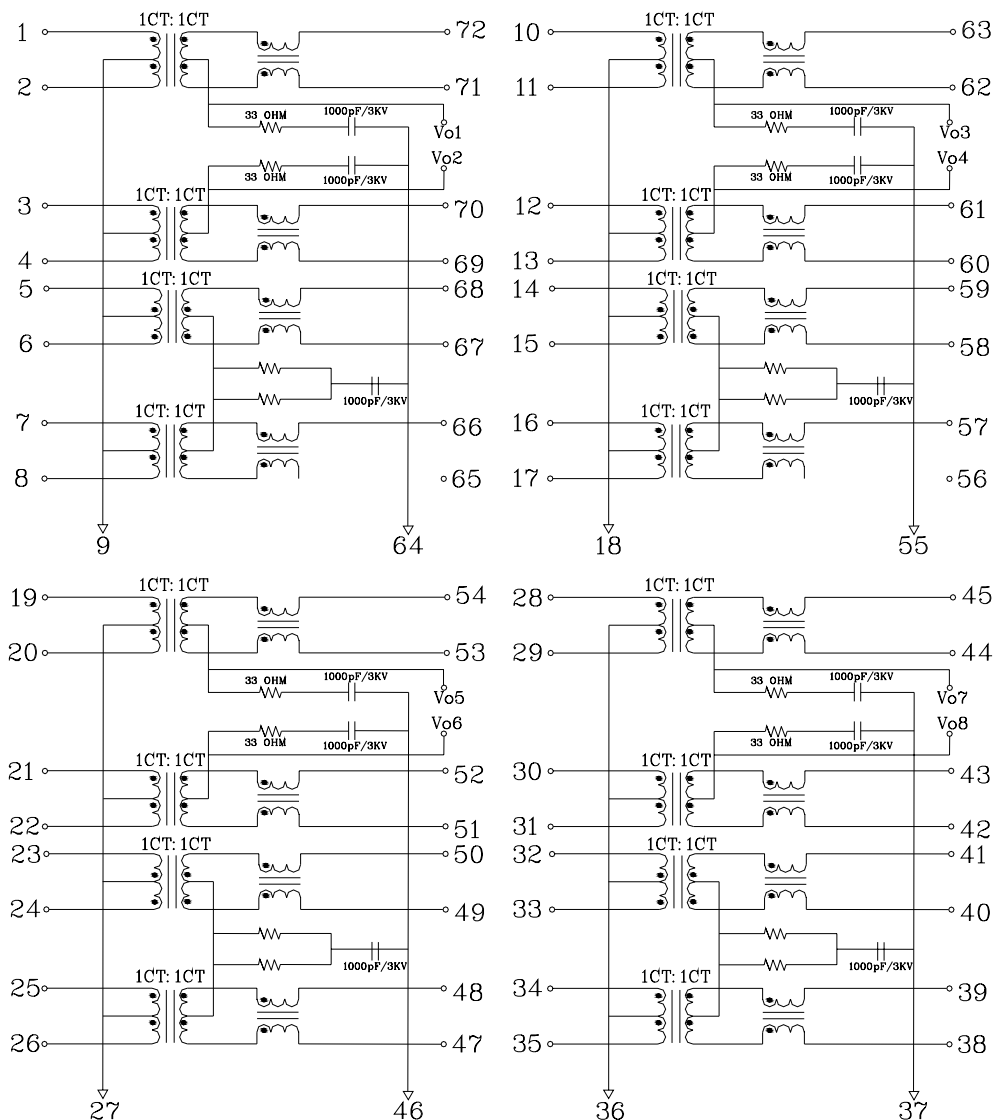 1CT: 1CT
1
72
2
71
33 OHM
1000pF/3KV
Vo1
Vo2
33 OHM
1000pF/3KV
1CT: 1CT
3
70
4
69
1CT: 1CT
5
68
6
67
1000pF/3KV
1CT: 1CT
7
66
8
65
9
64
1CT: 1CT
10
63
11
62
33 OHM
1000pF/3KV
Vo3
Vo4
33 OHM
1000pF/3KV
1CT: 1CT
12
61
13
60
1CT: 1CT
14
59
15
58
1000pF/3KV
1CT: 1CT
16
57
17
56
18
55
1CT: 1CT
19
54
20
53
33 OHM
1000pF/3KV
Vo5
Vo6
33 OHM
1000pF/3KV
1CT: 1CT
21
52
22
51
1CT: 1CT
23
50
24
49
1000pF/3KV
1CT: 1CT
25
48
26
47
27
46
1CT: 1CT
28
45
29
44
33 OHM
1000pF/3KV
Vo7
Vo8
33 OHM
1000pF/3KV
1CT: 1CT
30
43
31
42
1CT: 1CT
32
41
33
40
1000pF/3KV
1CT: 1CT
34
39
35
38
36
37